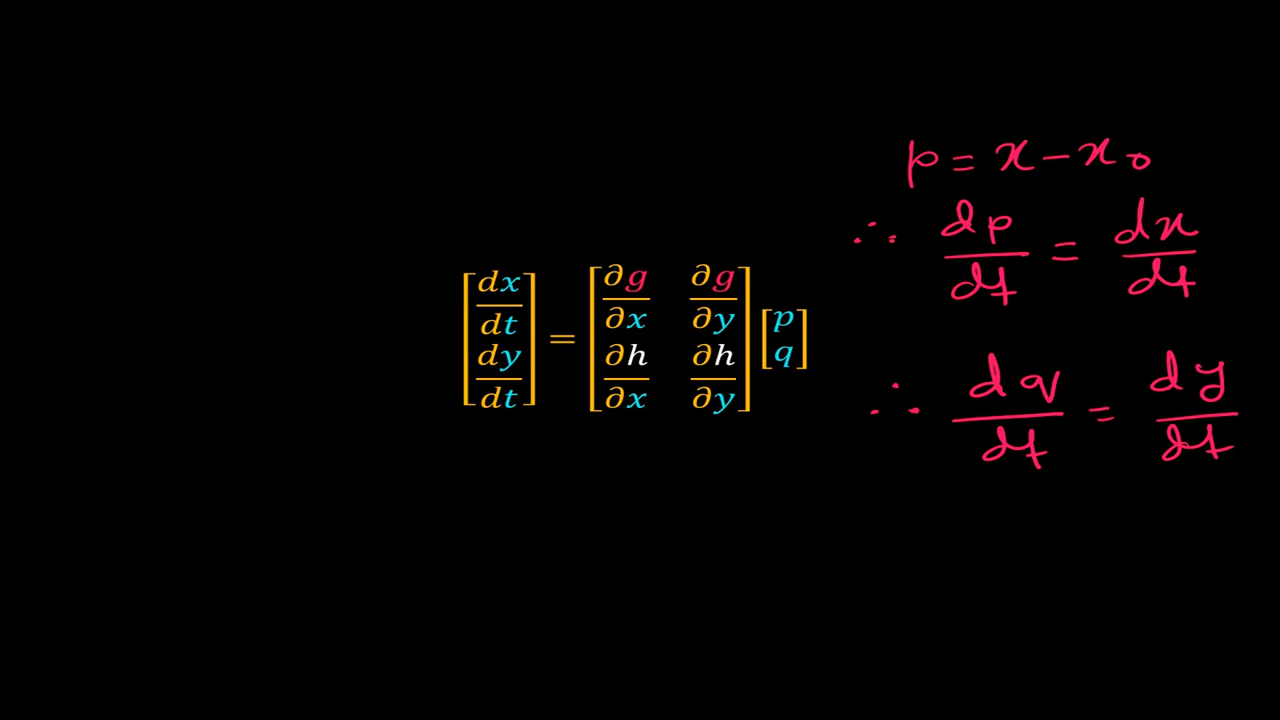 [dx/dt dy/dt] = [∂g/∂x ∂g/∂y ∂h/∂x ∂h/∂y] [p q]
p = x - x₀
∴ dp/dt = dx/dt
∴ dq/dt = dy/dt